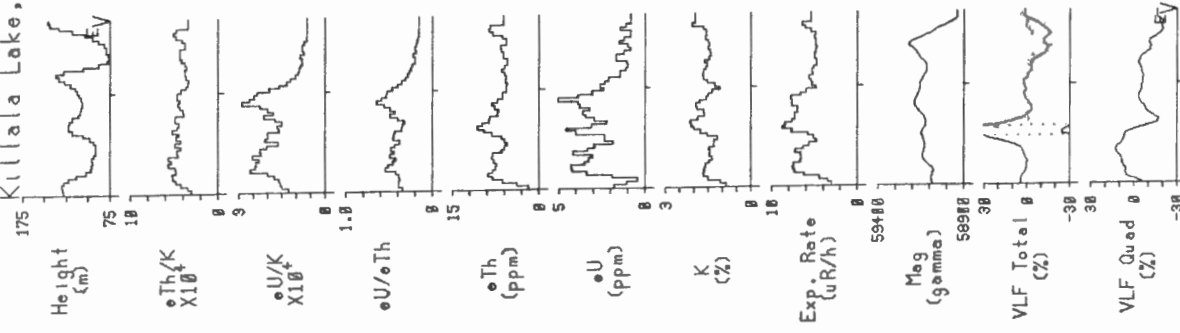 Killala Lake,
175
Height
(m)
75
EV
10
eTh/K
X10⁴
0
3
eU/K
X10⁴
0
1.0
eU/eTh
0
15
eTh
(ppm)
0
5
eU
(ppm)
0
3
K
(%)
0
Exp. Rate
(uR/h)
0
59400
Mag
(gamma)
58900
30
VLF Total
(%)
0
-30
30
VLF Quad
(%)
0
-30
EV